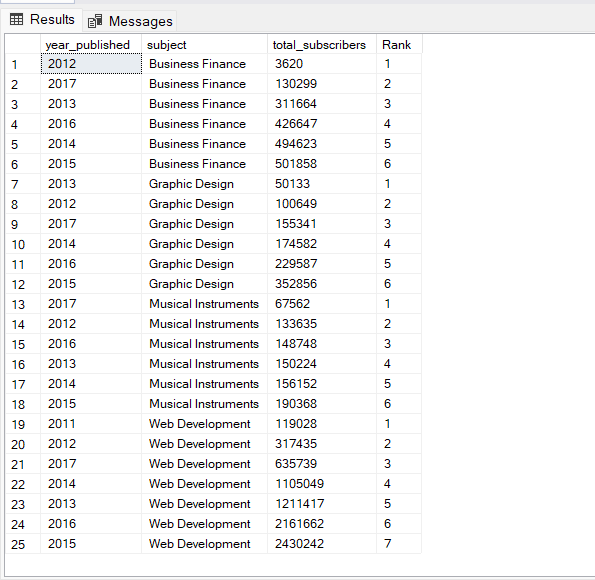 Results Messages
year_published subject total_subscribers Rank
1 2012 Business Finance 3620 1
2 2017 Business Finance 130299 2
3 2013 Business Finance 311664 3
4 2016 Business Finance 426647 4
5 2014 Business Finance 494623 5
6 2015 Business Finance 501858 6
7 2013 Graphic Design 50133 1
8 2012 Graphic Design 100649 2
9 2017 Graphic Design 155341 3
10 2014 Graphic Design 174582 4
11 2016 Graphic Design 229587 5
12 2015 Graphic Design 352856 6
13 2017 Musical Instruments 67562 1
14 2012 Musical Instruments 133635 2
15 2016 Musical Instruments 148748 3
16 2013 Musical Instruments 150224 4
17 2014 Musical Instruments 156152 5
18 2015 Musical Instruments 190368 6
19 2011 Web Development 119028 1
20 2012 Web Development 317435 2
21 2017 Web Development 635739 3
22 2014 Web Development 1105049 4
23 2013 Web Development 1211417 5
24 2016 Web Development 2161662 6
25 2015 Web Development 2430242 7